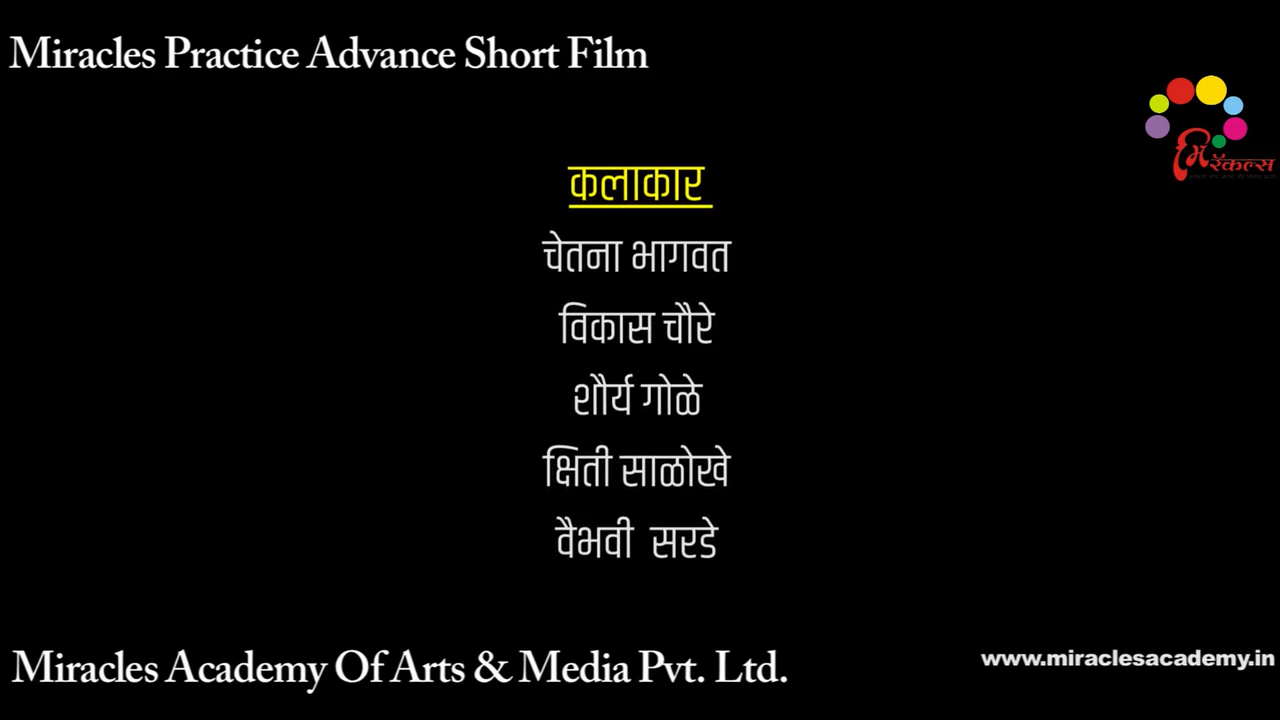 Miracles Practice Advance Short Film
मिरॅकल्स
कलाकार
चेतना भागवत
विकास चौरे
शौर्य गोळे
क्षिती साळोखे
वैभवी सरडे
Miracles Academy Of Arts & Media Pvt. Ltd.
www.miraclesacademy.in